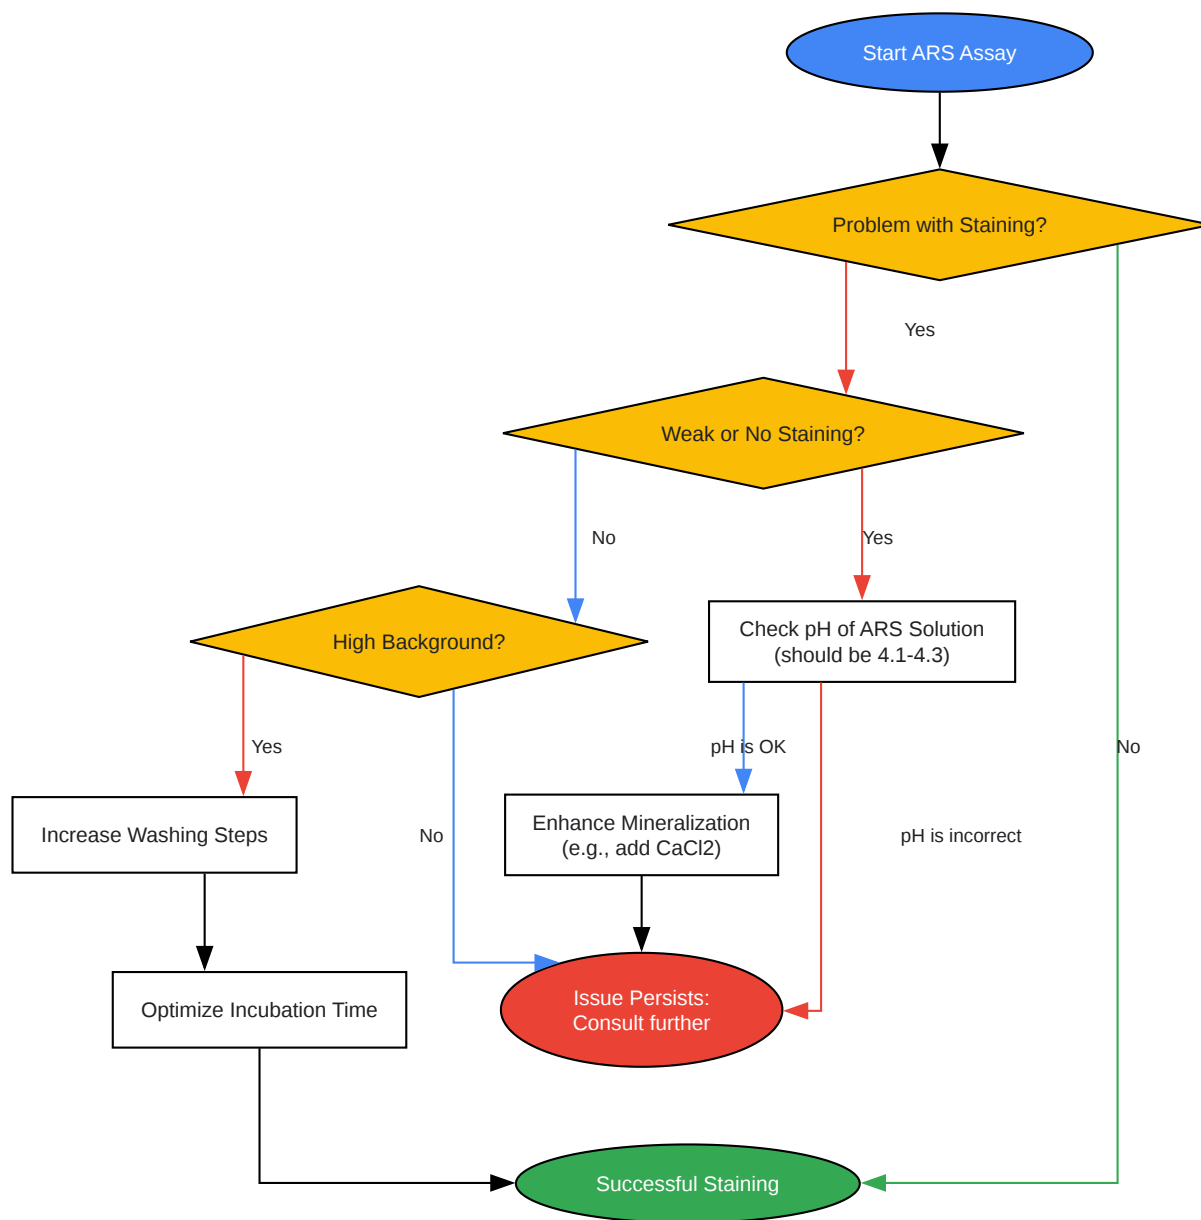 Start ARS Assay
Problem with Staining?
Yes
Weak or No Staining?
No
Yes
High Background?
Check pH of ARS Solution
(should be 4.1-4.3)
Yes
pH is OK
No
Increase Washing Steps
No
Enhance Mineralization
(e.g., add CaCl2)
pH is incorrect
Optimize Incubation Time
Issue Persists:
Consult further
Successful Staining